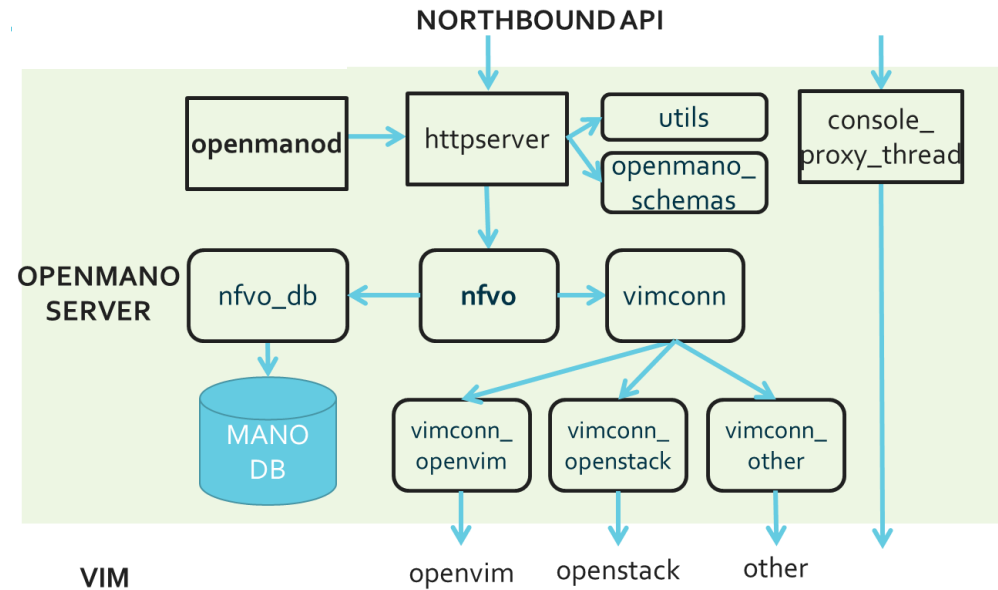 NORTHBOUND API
openmanod
httpserver
utils
openmano_
schemas
console_
proxy_thread
OPENMANO
SERVER
nfvo_db
nfvo
vimconn
MANO
DB
vimconn_
openvim
vimconn_
openstack
vimconn_
other
VIM
openvim
openstack
other